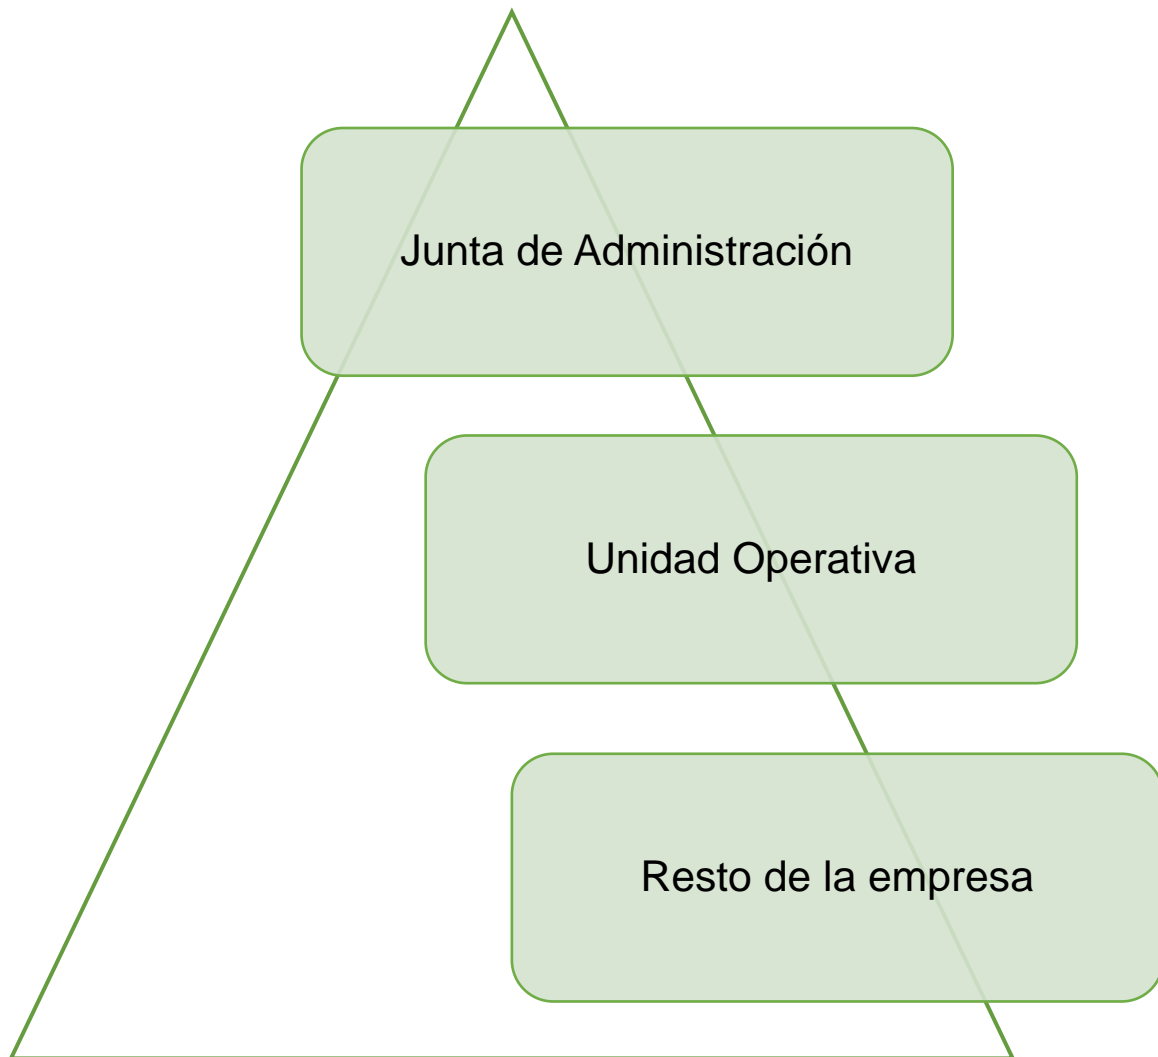 Junta de Administración
Unidad Operativa
Resto de la empresa